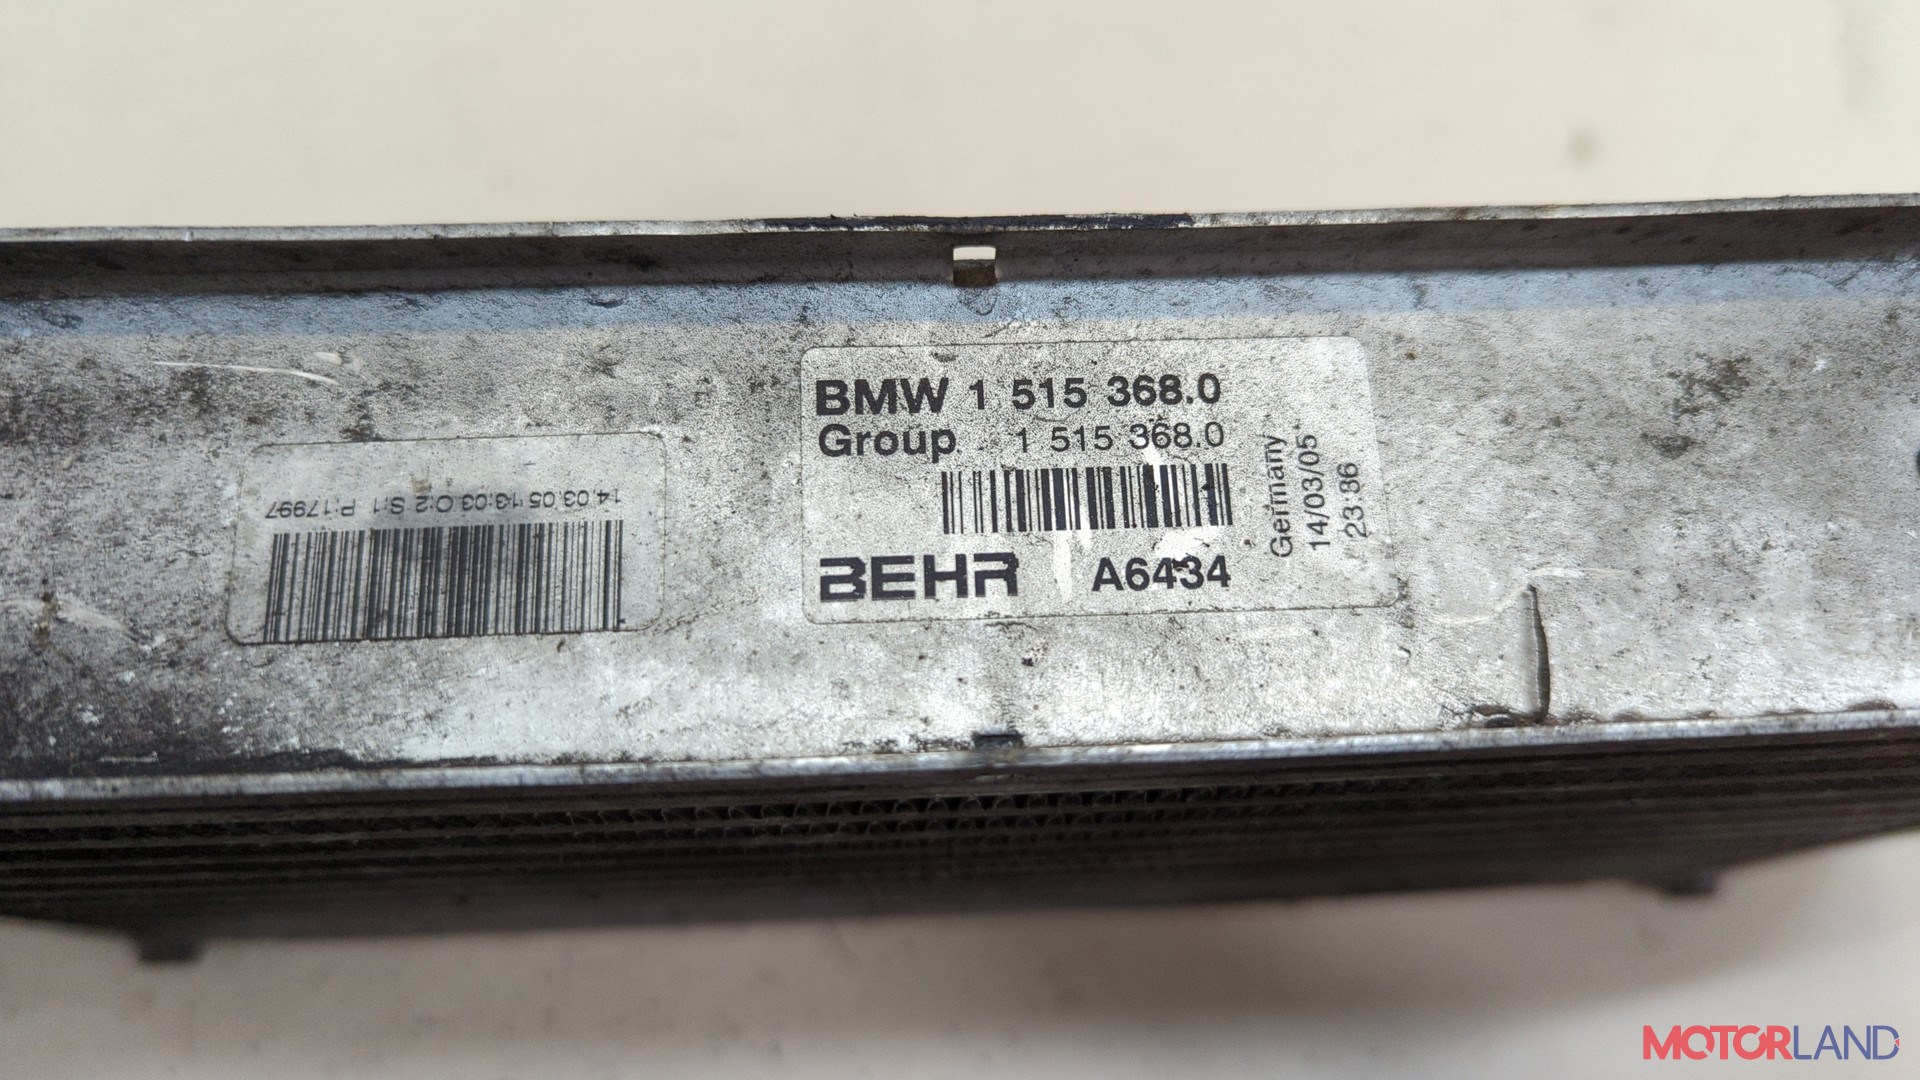 BMW 1 515 368.0
Group 1 515 368.0
BEHR A6434
Germany
14/03/05
23:86
14.03.05 13:03 O:2 S:1 P:17997
MOTORLAND